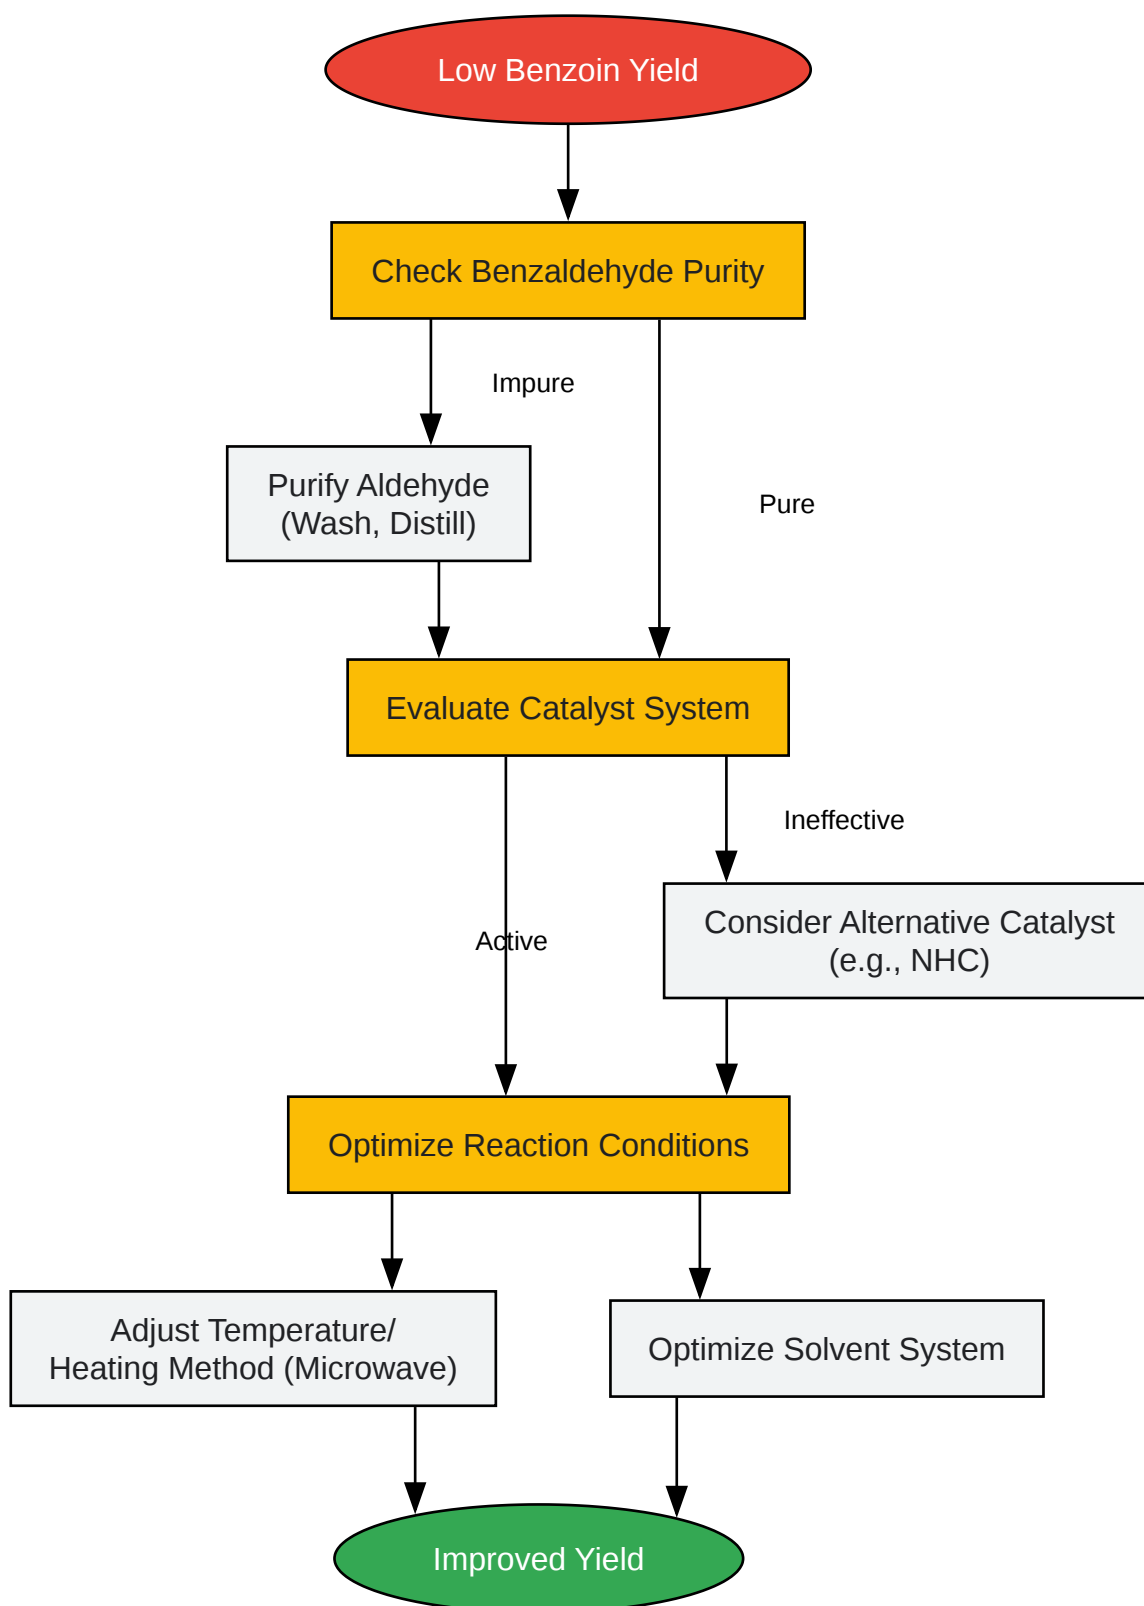 Low Benzoin Yield
Check Benzaldehyde Purity
Impure
Purify Aldehyde
(Wash, Distill)
Pure
Evaluate Catalyst System
Ineffective
Consider Alternative Catalyst
(e.g., NHC)
Active
Optimize Reaction Conditions
Adjust Temperature/
Heating Method (Microwave)
Optimize Solvent System
Improved Yield